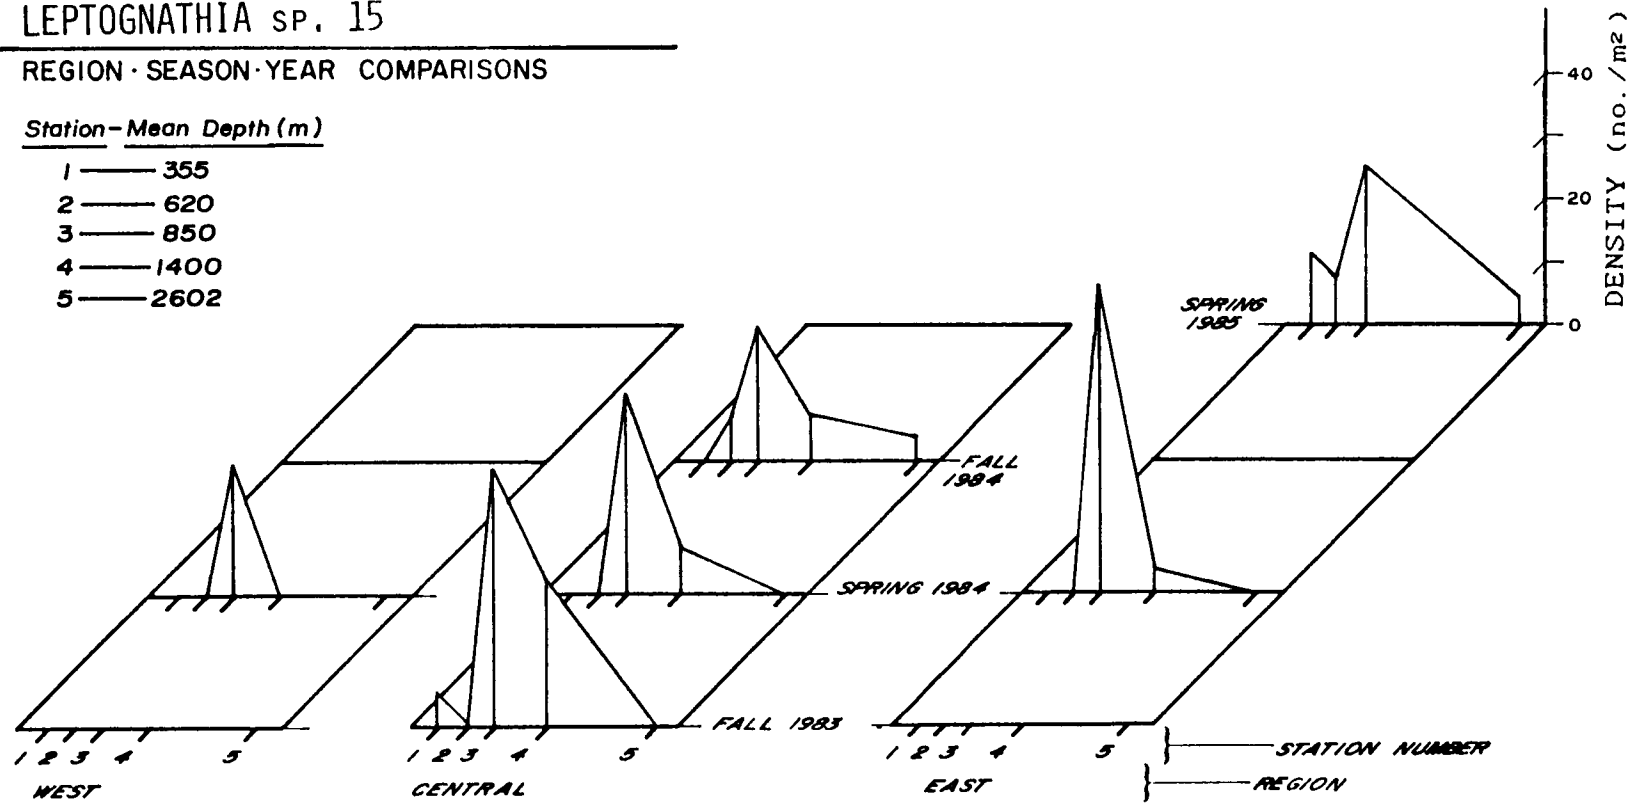 LEPTOGNATHIA SP. 15
REGION · SEASON · YEAR COMPARISONS
Station - Mean Depth (m)
1 355
2 620
3 850
4 1400
5 2602
40
20
0
DENSITY (no./m²)
SPRING
1985
FALL
1984
SPRING 1984
FALL 1983
1 2 3 4 5
1 2 3 4 5
1 2 3 4 5
STATION NUMBER
WEST
CENTRAL
EAST
REGION